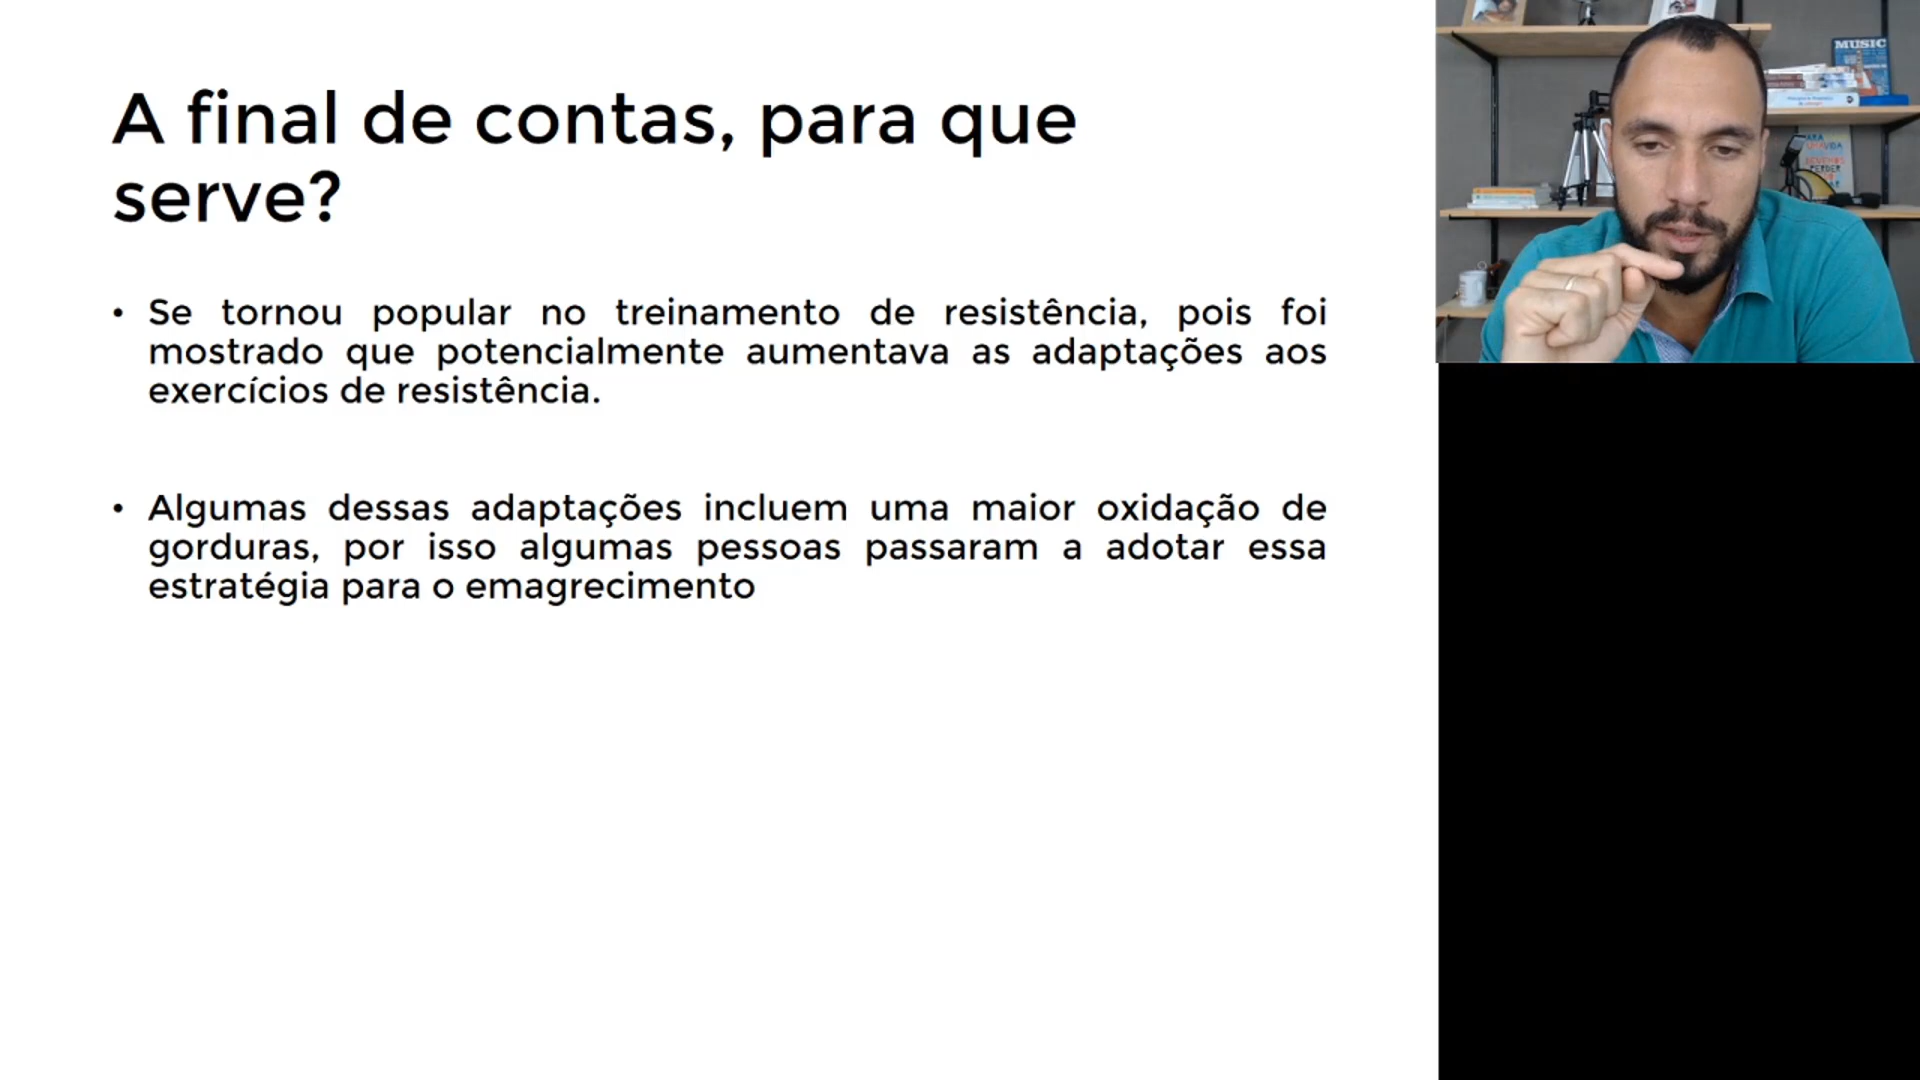 A final de contas, para que
serve?
• Se tornou popular no treinamento de resistência, pois foi
mostrado que potencialmente aumentava as adaptações aos
exercícios de resistência.
• Algumas dessas adaptações incluem uma maior oxidação de
gorduras, por isso algumas pessoas passaram a adotar essa
estratégia para o emagrecimento
MUSIC
PERDER